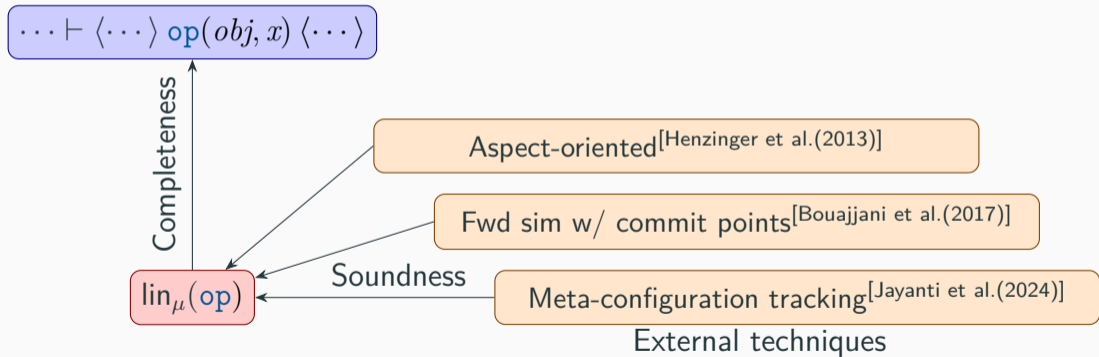 ⋯ ⊢ ⟨⋯⟩ op(obj, x) ⟨⋯⟩
Completeness
Aspect-oriented[Henzinger et al.(2013)]
Fwd sim w/ commit points[Bouajjani et al.(2017)]
Soundness
linμ(op)
Meta-configuration tracking[Jayanti et al.(2024)]
External techniques